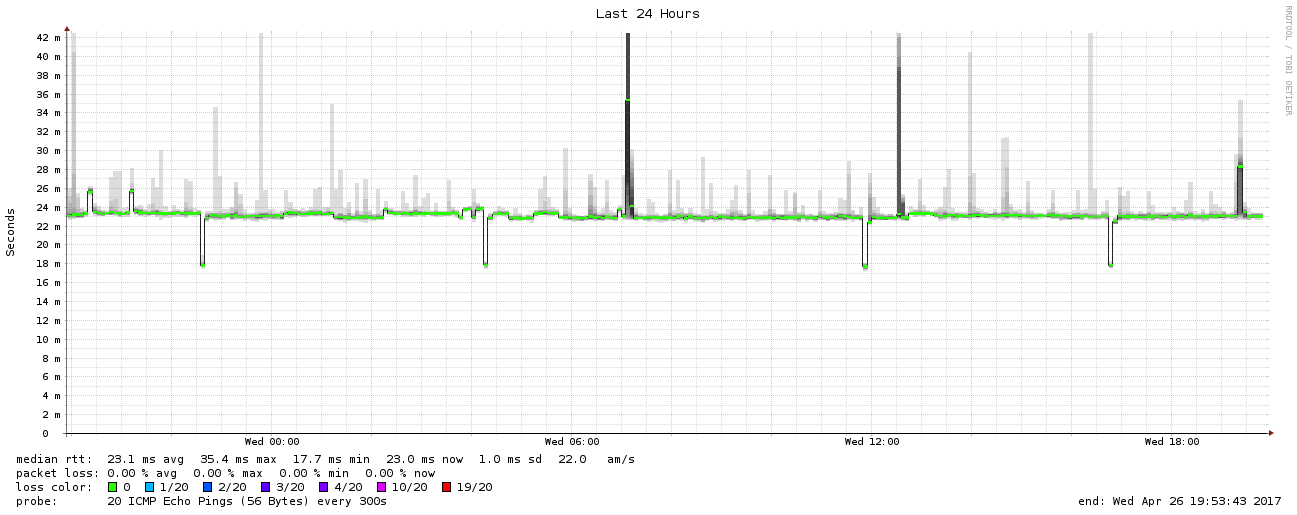 Last 24 Hours
RRDTOOL / TOBI OETIKER
Seconds
42 m
40 m
38 m
36 m
34 m
32 m
30 m
28 m
26 m
24 m
22 m
20 m
18 m
16 m
14 m
12 m
10 m
8 m
6 m
4 m
2 m
0
Wed 00:00 Wed 06:00 Wed 12:00 Wed 18:00
median rtt: 23.1 ms avg 35.4 ms max 17.7 ms min 23.0 ms now 1.0 ms sd 22.0 am/s
packet loss: 0.00 % avg 0.00 % max 0.00 % min 0.00 % now
loss color: 0 1/20 2/20 3/20 4/20 10/20 19/20
probe: 20 ICMP Echo Pings (56 Bytes) every 300s end: Wed Apr 26 19:53:43 2017